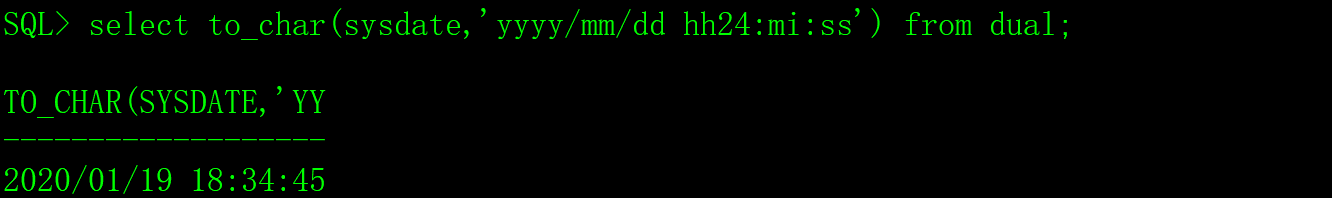 SQL> select to_char(sysdate,'yyyy/mm/dd hh24:mi:ss') from dual;
TO_CHAR(SYSDATE,'YY
-------------------
2020/01/19 18:34:45